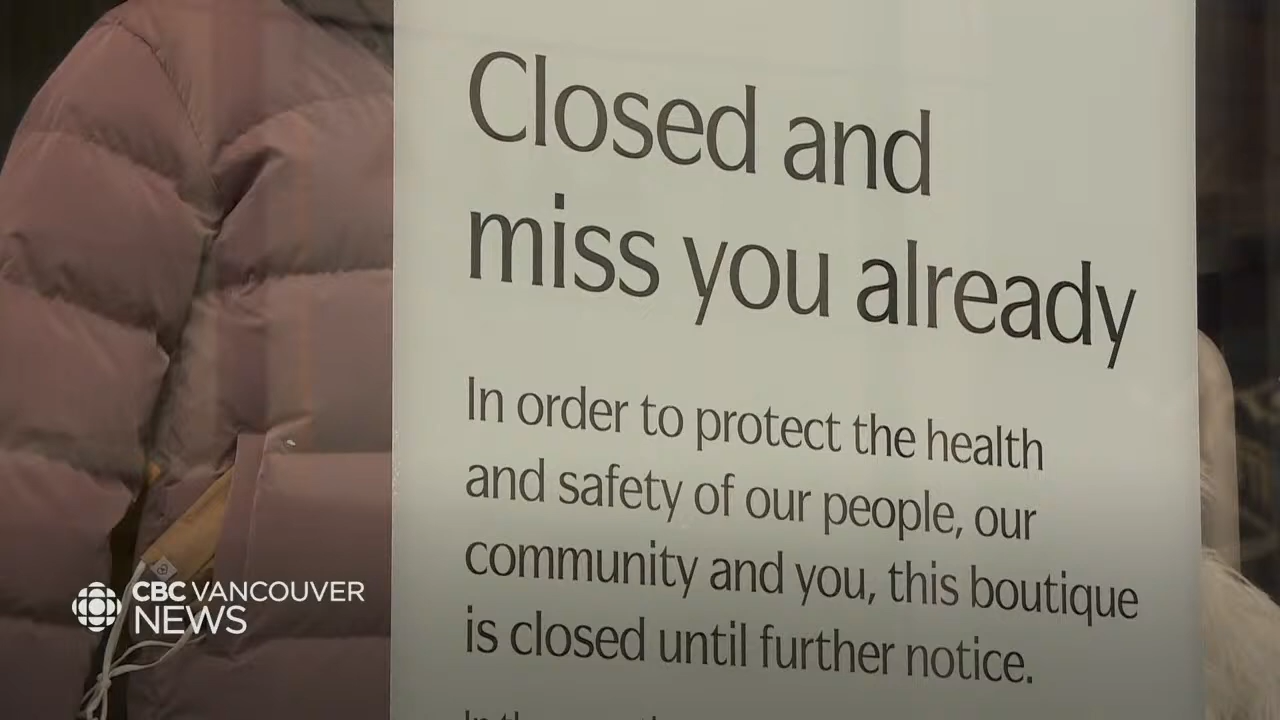 Closed and
miss you already
In order to protect the health
and safety of our people, our
community and you, this boutique
is closed until further notice.
CBC VANCOUVER
NEWS